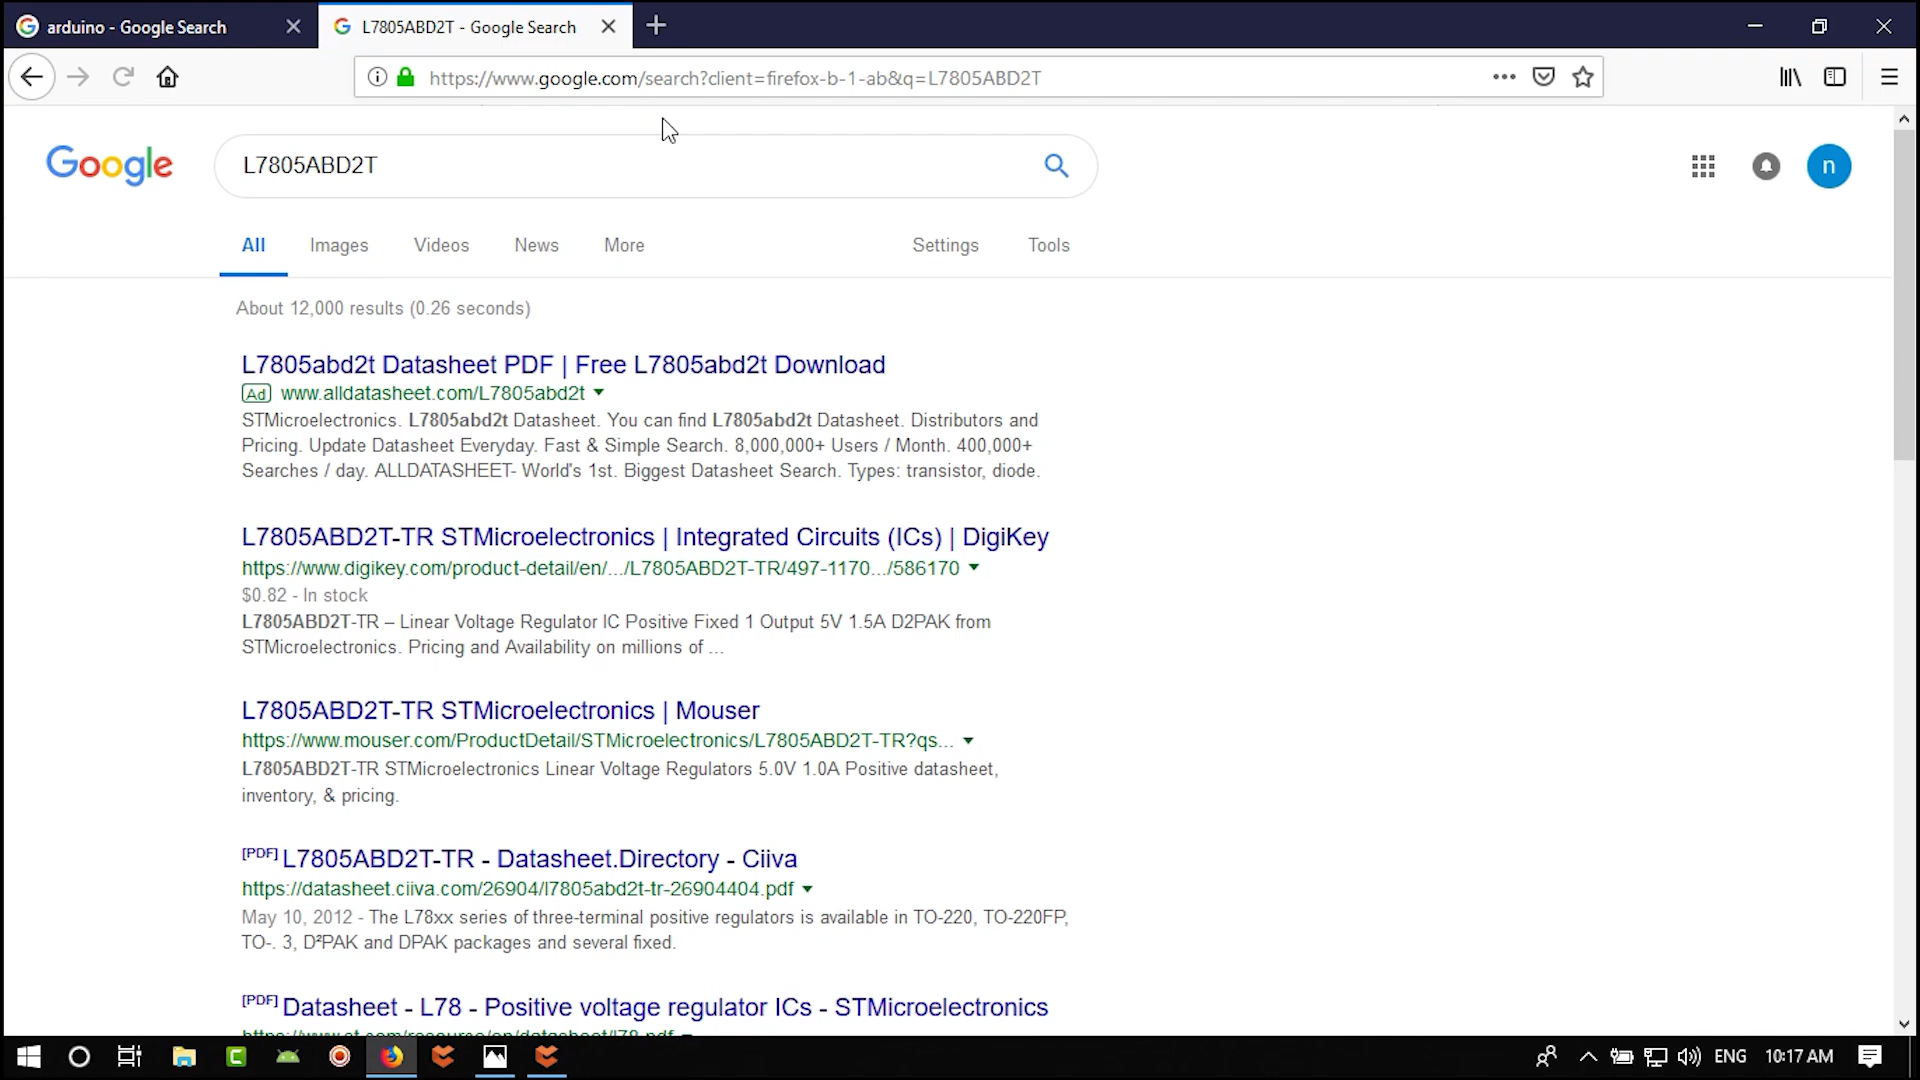 arduino - Google Search
L7805ABD2T - Google Search
https://www.google.com/search?client=firefox-b-1-ab&q=L7805ABD2T
Google
L7805ABD2T
n
All Images Videos News More Settings Tools
About 12,000 results (0.26 seconds)
L7805abd2t Datasheet PDF | Free L7805abd2t Download
Ad www.alldatasheet.com/L7805abd2t
STMicroelectronics. L7805abd2t Datasheet. You can find L7805abd2t Datasheet. Distributors and
Pricing. Update Datasheet Everyday. Fast & Simple Search. 8,000,000+ Users / Month. 400,000+
Searches / day. ALLDATASHEET- World's 1st. Biggest Datasheet Search. Types: transistor, diode.
L7805ABD2T-TR STMicroelectronics | Integrated Circuits (ICs) | DigiKey
https://www.digikey.com/product-detail/en/.../L7805ABD2T-TR/497-1170.../586170
$0.82 - In stock
L7805ABD2T-TR – Linear Voltage Regulator IC Positive Fixed 1 Output 5V 1.5A D2PAK from
STMicroelectronics. Pricing and Availability on millions of ...
L7805ABD2T-TR STMicroelectronics | Mouser
https://www.mouser.com/ProductDetail/STMicroelectronics/L7805ABD2T-TR?qs...
L7805ABD2T-TR STMicroelectronics Linear Voltage Regulators 5.0V 1.0A Positive datasheet,
inventory, & pricing.
[PDF] L7805ABD2T-TR - Datasheet.Directory - Ciiva
https://datasheet.ciiva.com/26904/l7805abd2t-tr-26904404.pdf
May 10, 2012 - The L78xx series of three-terminal positive regulators is available in TO-220, TO-220FP,
TO-. 3, D²PAK and DPAK packages and several fixed.
[PDF] Datasheet - L78 - Positive voltage regulator ICs - STMicroelectronics
ENG 10:17 AM